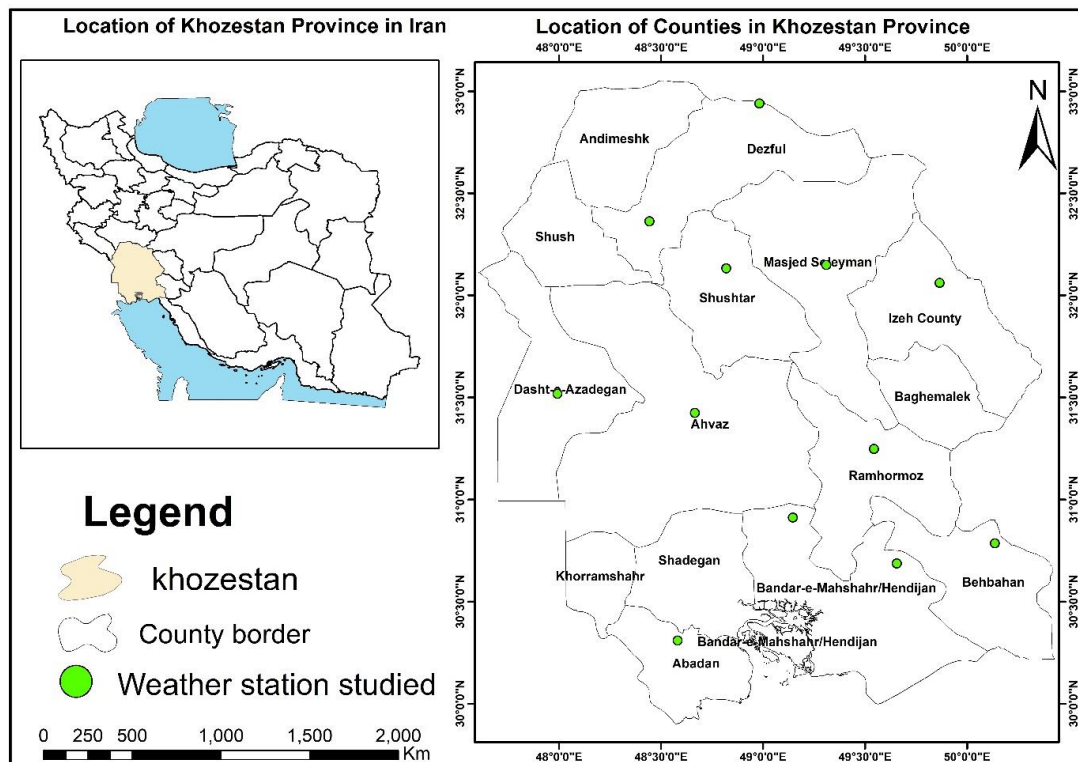 Location of Khozestan Province in Iran
Location of Counties in Khozestan Province
48°0'0"E 48°30'0"E 49°0'0"E 49°30'0"E 50°0'0"E
N
33°0'0"N
33°0'0"N
Andimeshk
Dezful
32°30'0"N
32°30'0"N
Shush
Masjed Soleyman
Shushtar
32°0'0"N
32°0'0"N
Izeh County
Dasht-e-Azadegan
Baghemalek
31°30'0"N
31°30'0"N
Ahvaz
Ramhormoz
31°0'0"N
31°0'0"N
Shadegan
Khorramshahr
Bandar-e-Mahshahr/Hendijan
Behbahan
30°30'0"N
30°30'0"N
Bandar-e-Mahshahr/Hendijan
Abadan
30°0'0"N
30°0'0"N
48°0'0"E 48°30'0"E 49°0'0"E 49°30'0"E 50°0'0"E
Legend
khozestan
County border
Weather station studied
0 250 500 1,000 1,500 2,000
Km